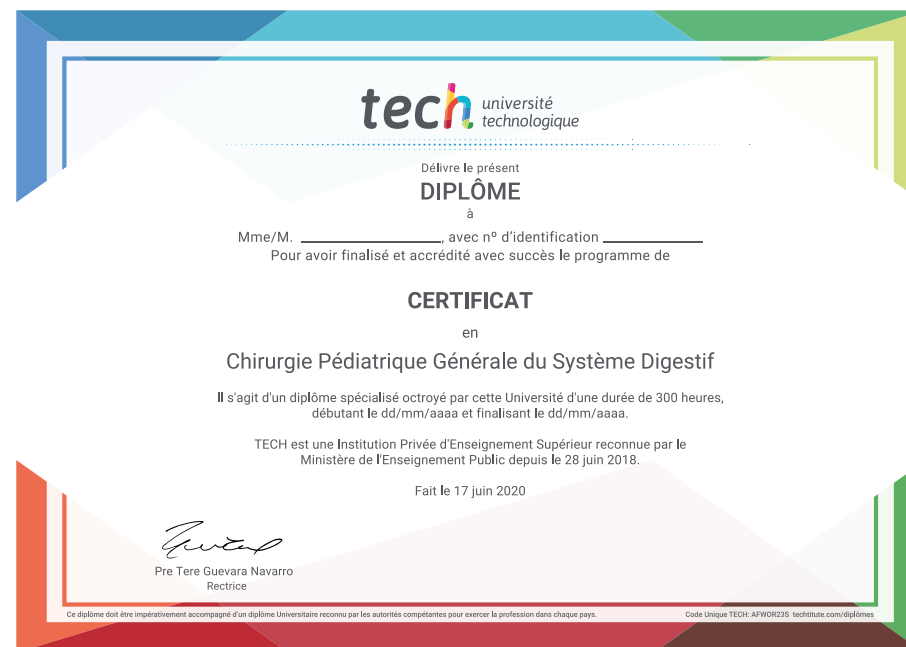 tech université
technologique
Délivre le présent
DIPLÔME
à
Mme/M. ____________________, avec nº d'identification ______________
Pour avoir finalisé et accrédité avec succès le programme de
CERTIFICAT
en
Chirurgie Pédiatrique Générale du Système Digestif
Il s'agit d'un diplôme spécialisé octroyé par cette Université d'une durée de 300 heures,
débutant le dd/mm/aaaa et finalisant le dd/mm/aaaa.
TECH est une Institution Privée d'Enseignement Supérieur reconnue par le
Ministère de l'Enseignement Public depuis le 28 juin 2018.
Fait le 17 juin 2020
Pre Tere Guevara Navarro
Rectrice
Ce diplôme doit être impérativement accompagné d'un diplôme Universitaire reconnu par les autorités compétantes pour exercer la profession dans chaque pays.
Code Unique TECH: AFWOR23S techtitute.com/diplômes